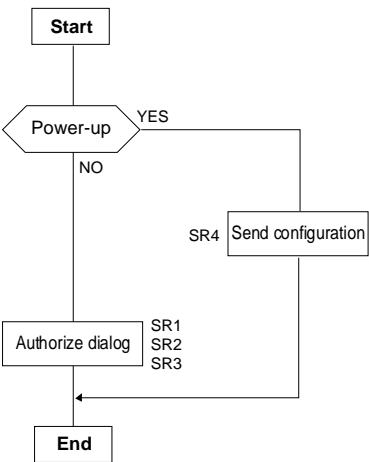 Start
Power-up
YES
NO
SR4
Send configuration
Authorize dialog
SR1
SR2
SR3
End